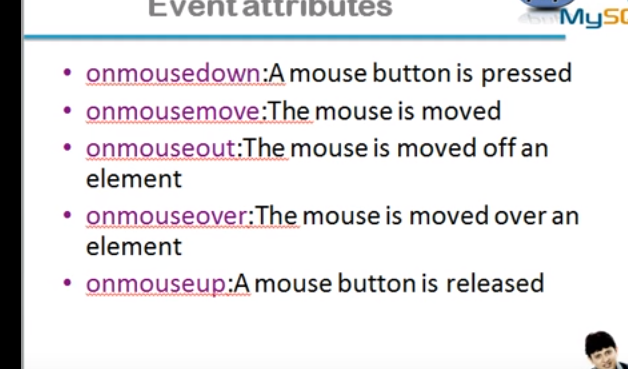 Event attributes
MySQ
• onmousedown:A mouse button is pressed
• onmousemove:The mouse is moved
• onmouseout:The mouse is moved off an
element
• onmouseover:The mouse is moved over an
element
• onmouseup:A mouse button is released